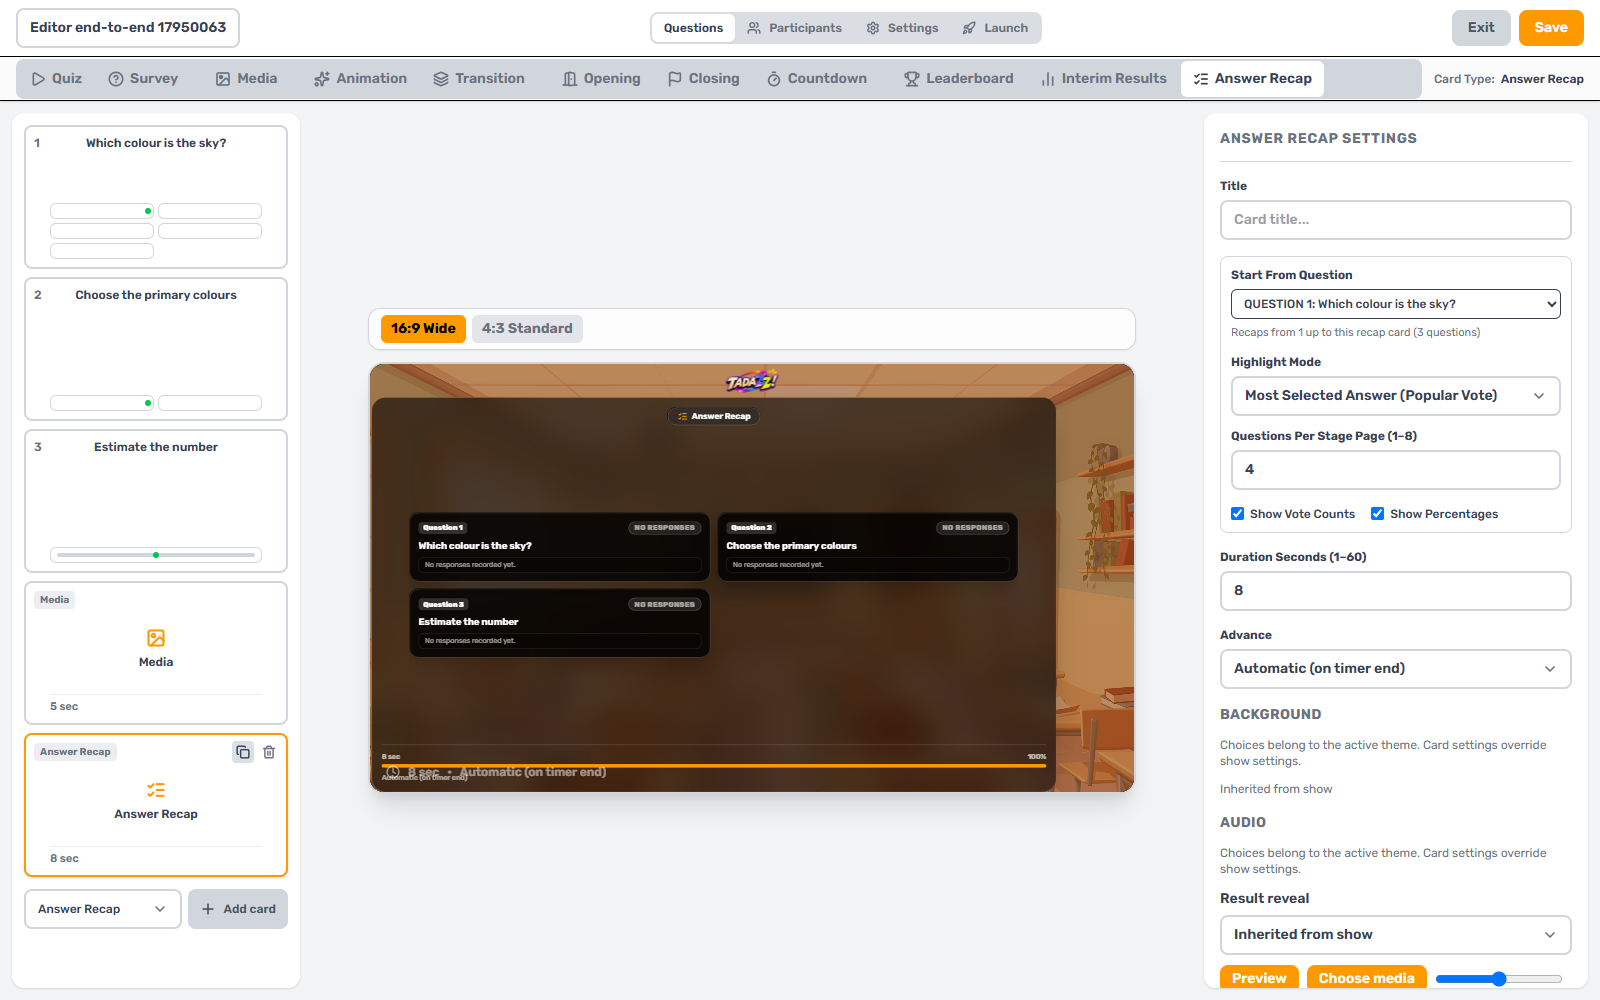 Editor end-to-end 17950063
Questions
Participants
Settings
Launch
Exit
Save
Quiz
Survey
Media
Animation
Transition
Opening
Closing
Countdown
Leaderboard
Interim Results
Answer Recap
Card Type: Answer Recap
1
Which colour is the sky?
2
Choose the primary colours
3
Estimate the number
Media
Media
5 sec
Answer Recap
Answer Recap
8 sec
Answer Recap
Add card
16:9 Wide
4:3 Standard
TADAZZ!
Answer Recap
Question 1
NO RESPONSES
Which colour is the sky?
No responses recorded yet.
Question 2
NO RESPONSES
Choose the primary colours
No responses recorded yet.
Question 3
NO RESPONSES
Estimate the number
No responses recorded yet.
8 sec
100%
8 sec • Automatic (on timer end)
Automatic (on timer end)
ANSWER RECAP SETTINGS
Title
Card title...
Start From Question
QUESTION 1: Which colour is the sky?
Recaps from 1 up to this recap card (3 questions)
Highlight Mode
Most Selected Answer (Popular Vote)
Questions Per Stage Page (1–8)
4
Show Vote Counts
Show Percentages
Duration Seconds (1–60)
8
Advance
Automatic (on timer end)
BACKGROUND
Choices belong to the active theme. Card settings override
show settings.
Inherited from show
AUDIO
Choices belong to the active theme. Card settings override
show settings.
Result reveal
Inherited from show
Preview
Choose media